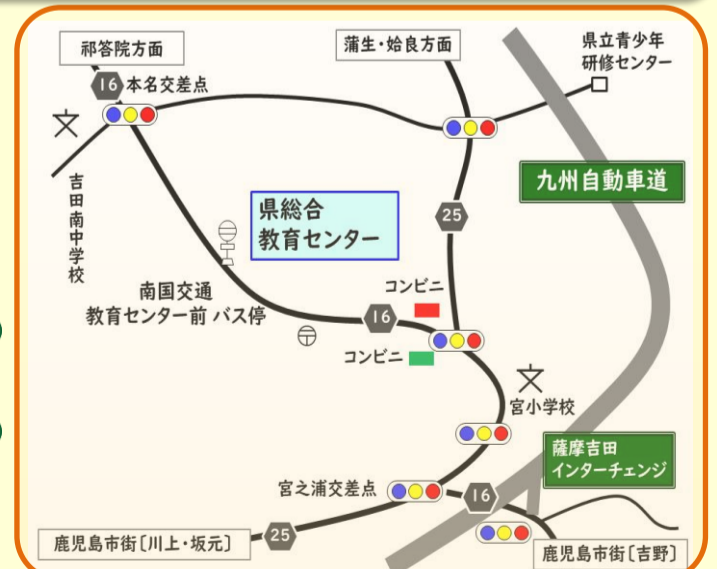 祁答院方面
蒲生・姶良方面
県立青少年
研修センター
16
本名交差点
文
吉田南中学校
九州自動車道
県総合
教育センター
25
南国交通
教育センター前 バス停
コンビニ
16
〒
コンビニ
文
宮小学校
薩摩吉田
インターチェンジ
宮之浦交差点
16
25
鹿児島市街〔川上・坂元〕
鹿児島市街〔吉野〕